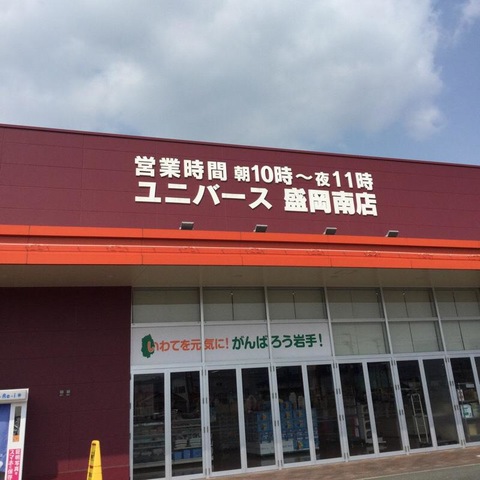 営業時間 朝10時～夜11時
ユニバース 盛岡南店
いわてを元気に!がんばろう岩手!